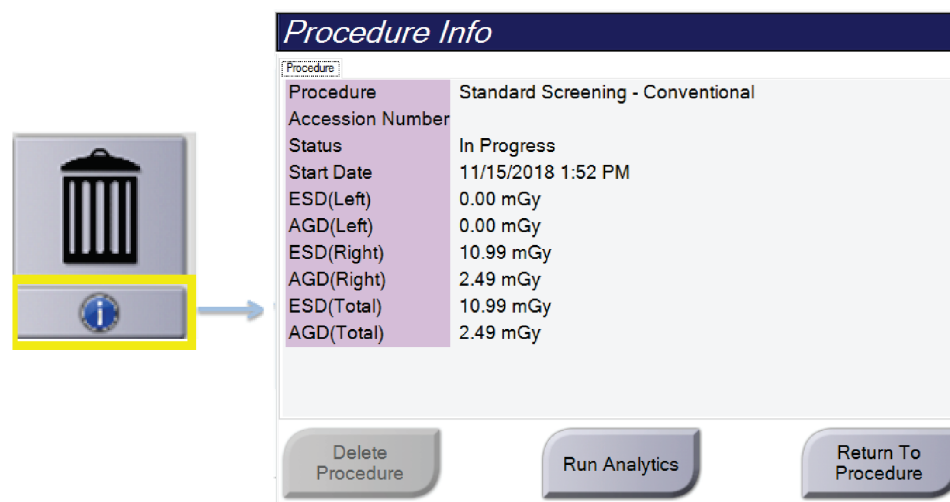 Procedure Info
Procedure
Procedure Standard Screening - Conventional
Accession Number
Status In Progress
Start Date 11/15/2018 1:52 PM
ESD(Left) 0.00 mGy
AGD(Left) 0.00 mGy
ESD(Right) 10.99 mGy
AGD(Right) 2.49 mGy
ESD(Total) 10.99 mGy
AGD(Total) 2.49 mGy
i
Delete
Procedure
Run Analytics
Return To
Procedure